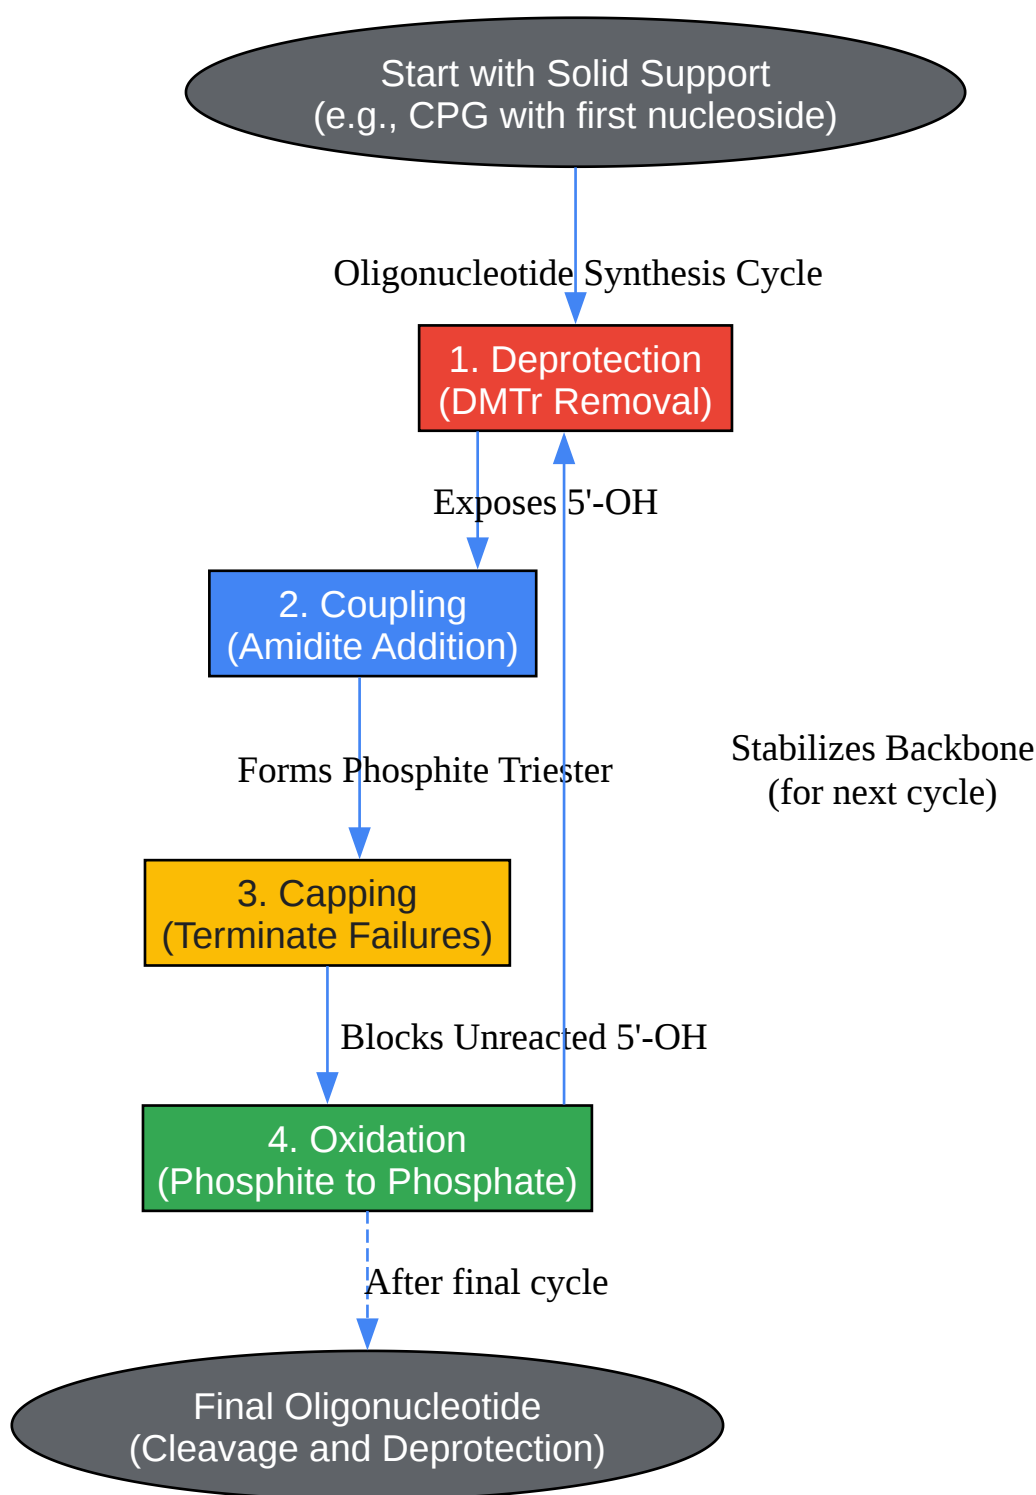 Start with Solid Support
(e.g., CPG with first nucleoside)
Oligonucleotide Synthesis Cycle
1. Deprotection
(DMTr Removal)
Exposes 5'-OH
2. Coupling
(Amidite Addition)
Forms Phosphite Triester
Stabilizes Backbone
(for next cycle)
3. Capping
(Terminate Failures)
Blocks Unreacted 5'-OH
4. Oxidation
(Phosphite to Phosphate)
After final cycle
Final Oligonucleotide
(Cleavage and Deprotection)